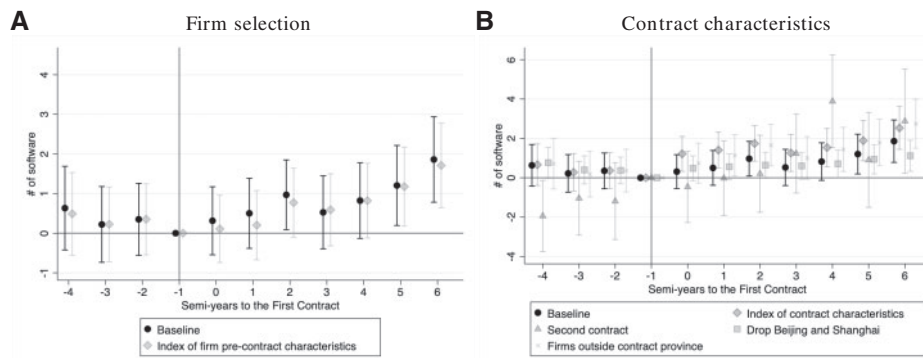 A
Firm selection
# of software
4
3
2
1
0
-1
-4 -3 -2 -1 0 1 2 3 4 5 6
Semi-years to the First Contract
Baseline
Index of firm pre-contract characteristics
B
Contract characteristics
# of software
6
4
2
0
-2
-4
-4 -3 -2 -1 0 1 2 3 4 5 6
Semi-years to the First Contract
Baseline
Index of contract characteristics
Second contract
Drop Beijing and Shanghai
Firms outside contract province